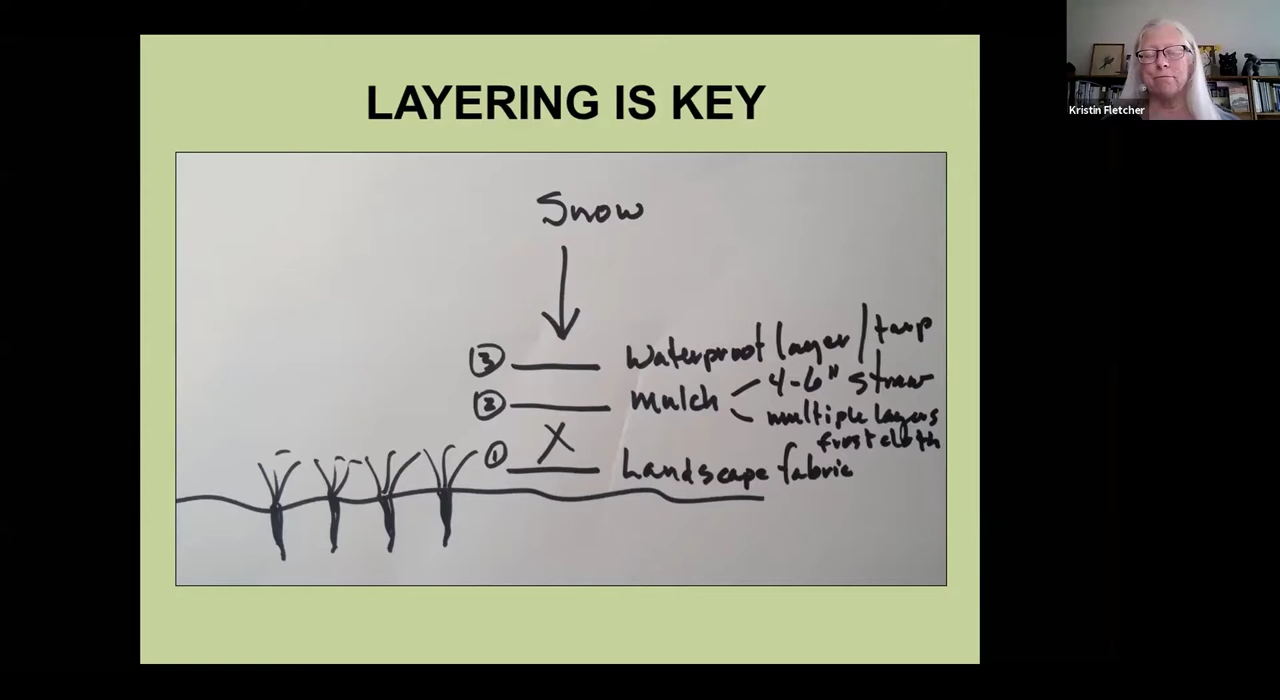 LAYERING IS KEY
Kristin Fletcher
Snow
3 Waterproof layer / tarp
2 mulch 4-6" straw
multiple layers
frost cloth
X
1 Landscape fabric